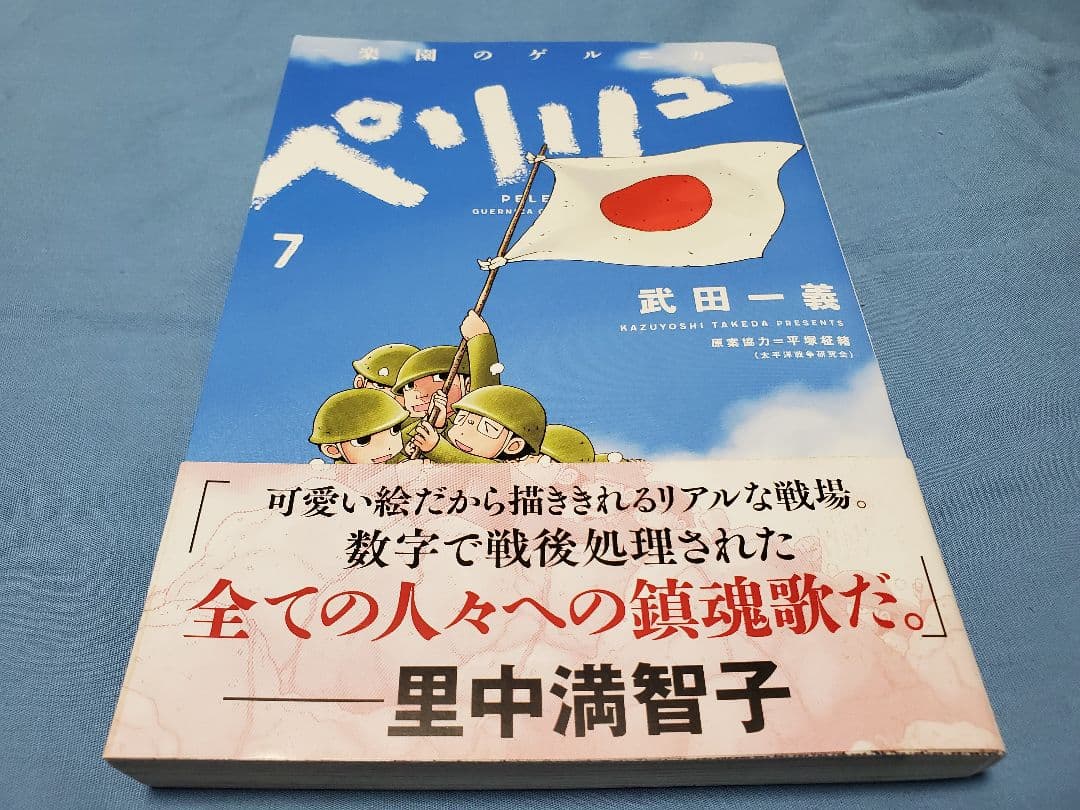 楽園のゲルニカ
ペリリュー
PELE
GUERNICA
7
武田一義
KAZUYOSHI TAKEDA PRESENTS
原案協力=平塚柾緒
(太平洋戦争研究会)
「可愛い絵だから描ききれるリアルな戦場。
数字で戦後処理された
全ての人々への鎮魂歌だ。」
──里中満智子